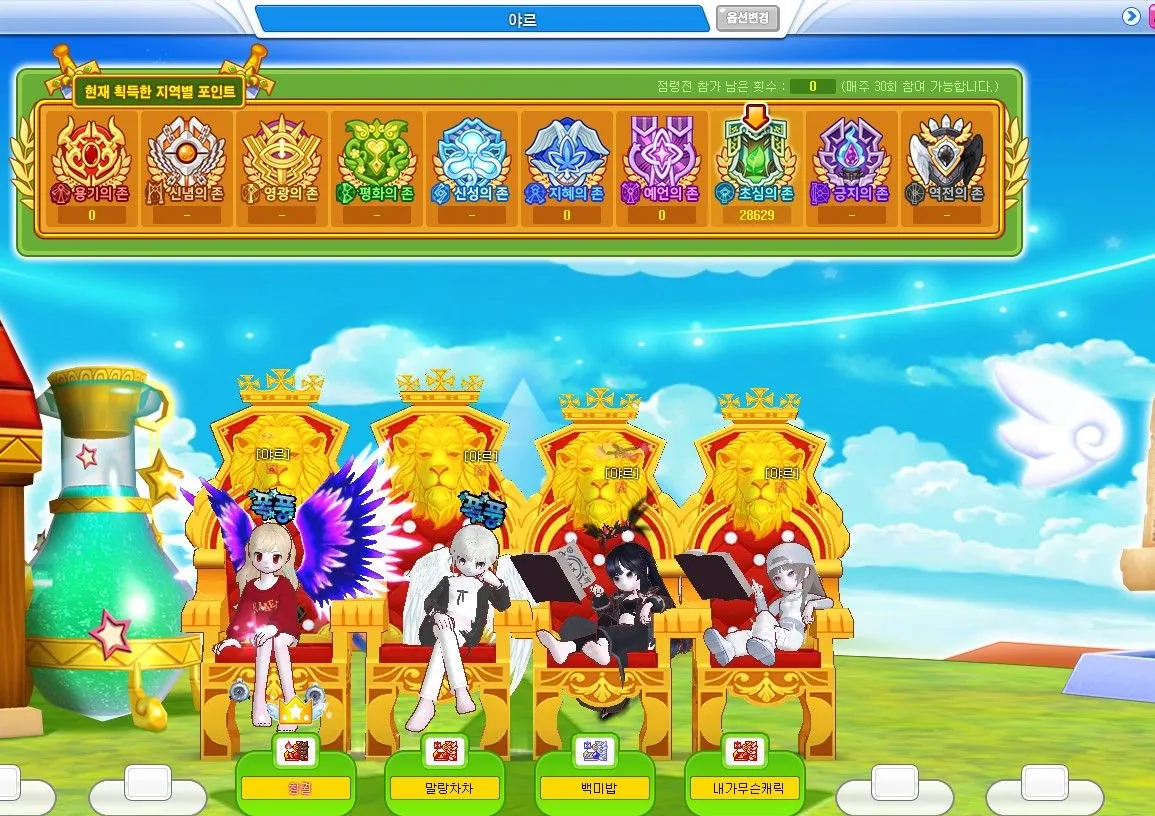 야르
옵션변경
현재 획득한 지역별 포인트
점령전 참가 남은 횟수 : 0 (매주 30회 참여 가능합니다.)
용기의 존 신념의 존 영광의 존 평화의 존 신성의 존 지혜의 존 예언의 존 초심의 존 긍지의 존 역전의 존
0 - - - - 0 0 28629 - -
[야르] [야르] [야르] [야르]
폭풍 폭풍
말랑차차 백미밥 내가무슨캐릭